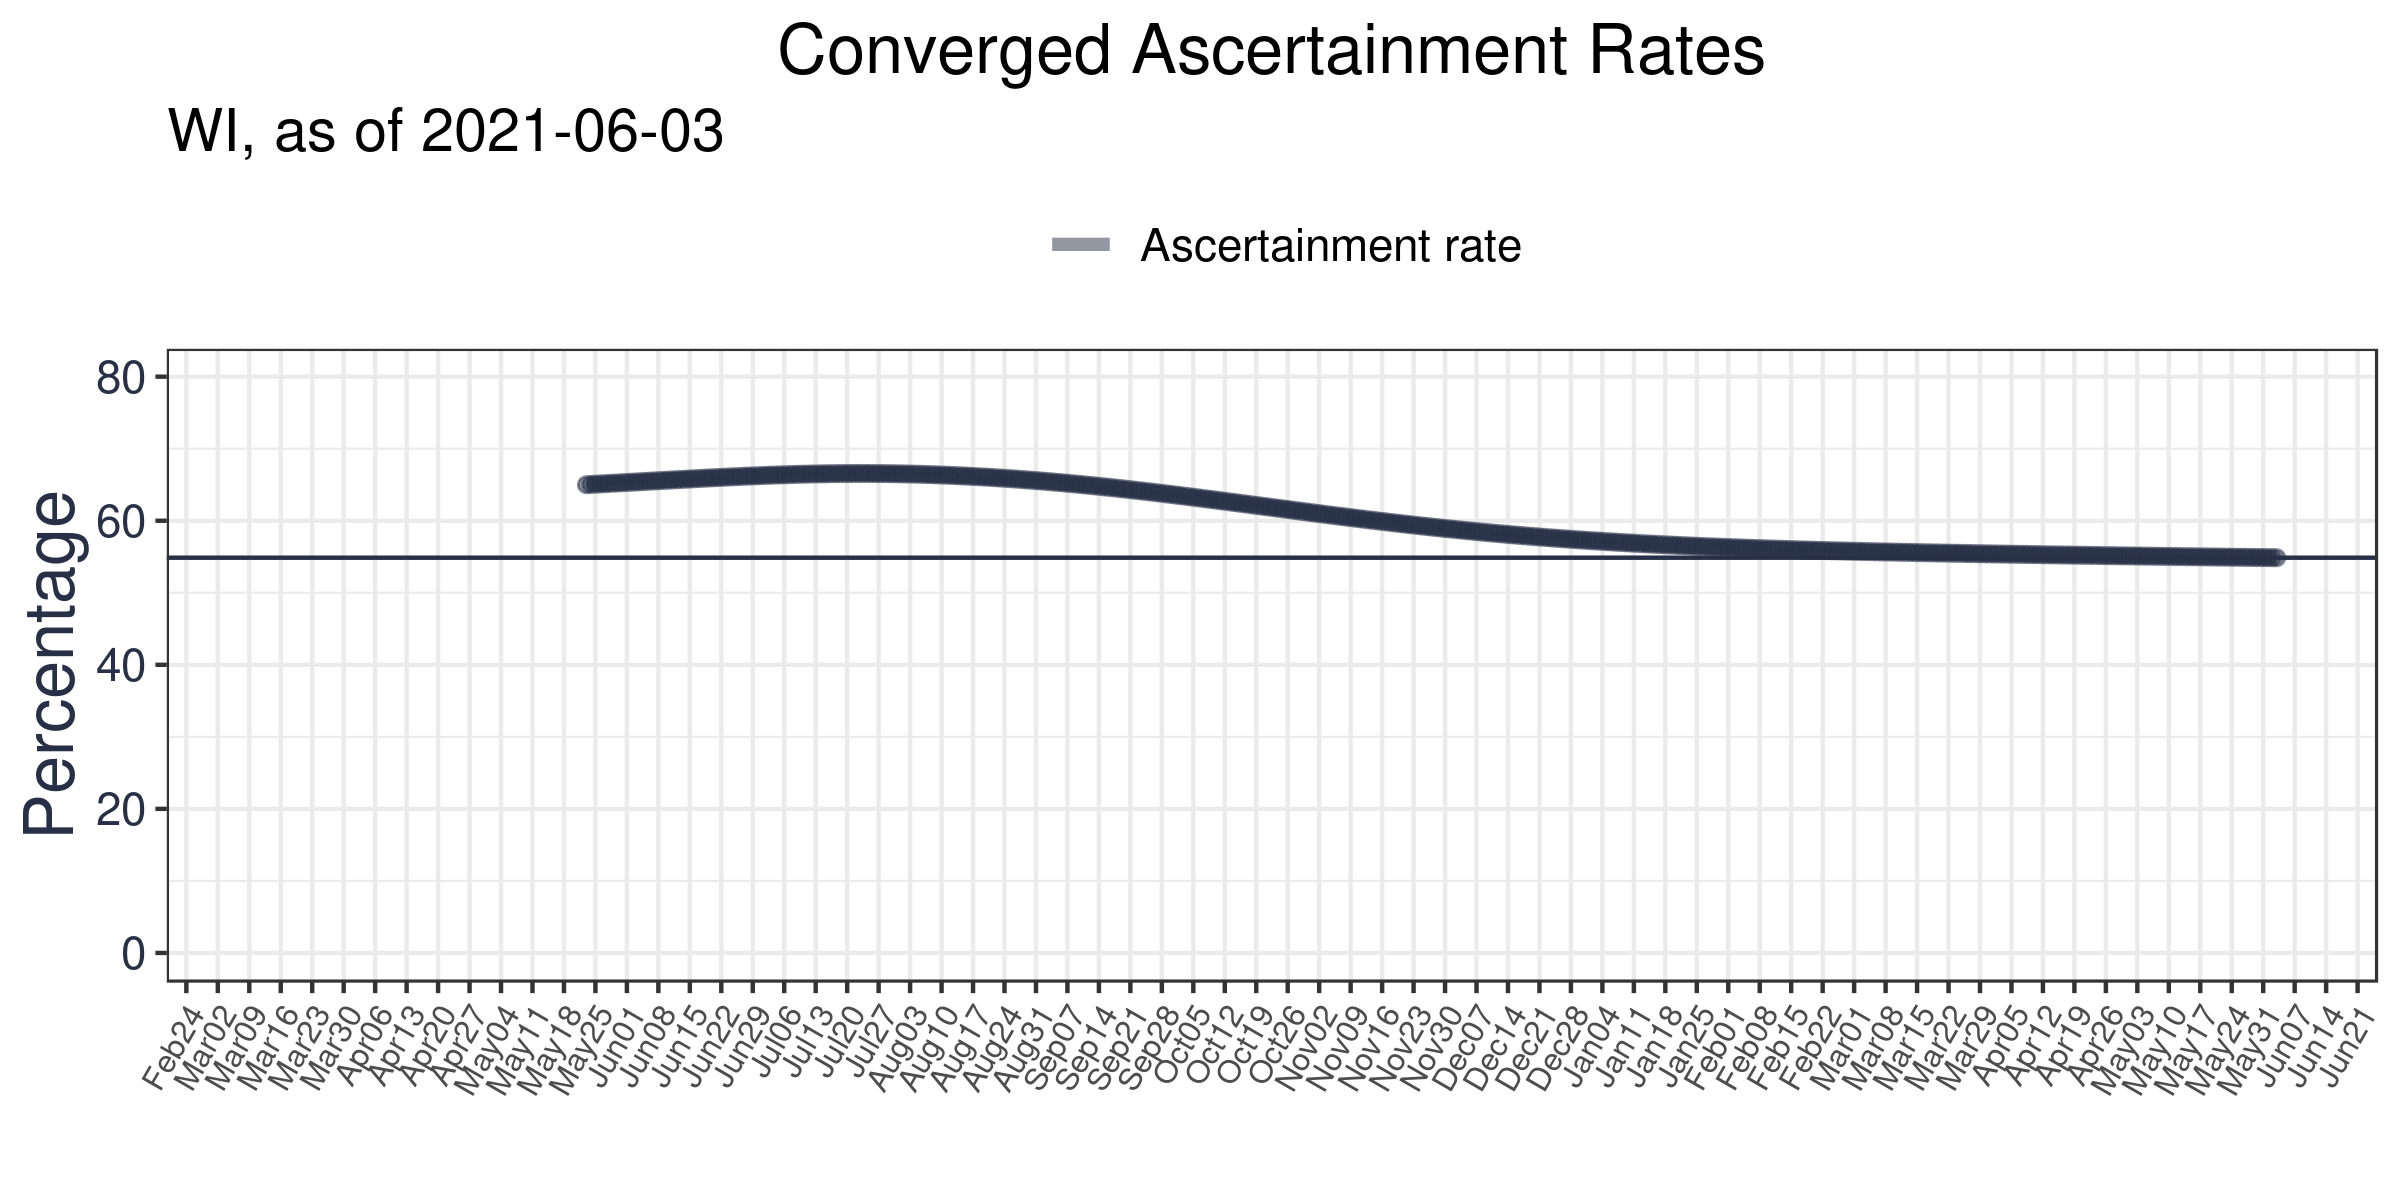 Converged Ascertainment Rates
WI, as of 2021-06-03
Ascertainment rate
Percentage
80
60
40
20
0
Feb24
Mar02
Mar09
Mar16
Mar23
Mar30
Apr06
Apr13
Apr20
Apr27
May04
May11
May18
May25
Jun01
Jun08
Jun15
Jun22
Jun29
Jul06
Jul13
Jul20
Jul27
Aug03
Aug10
Aug17
Aug24
Aug31
Sep07
Sep14
Sep21
Sep28
Oct05
Oct12
Oct19
Oct26
Nov02
Nov09
Nov16
Nov23
Nov30
Dec07
Dec14
Dec21
Dec28
Jan04
Jan11
Jan18
Jan25
Feb01
Feb08
Feb15
Feb22
Mar01
Mar08
Mar15
Mar22
Mar29
Apr05
Apr12
Apr19
Apr26
May03
May10
May17
May24
May31
Jun07
Jun14
Jun21